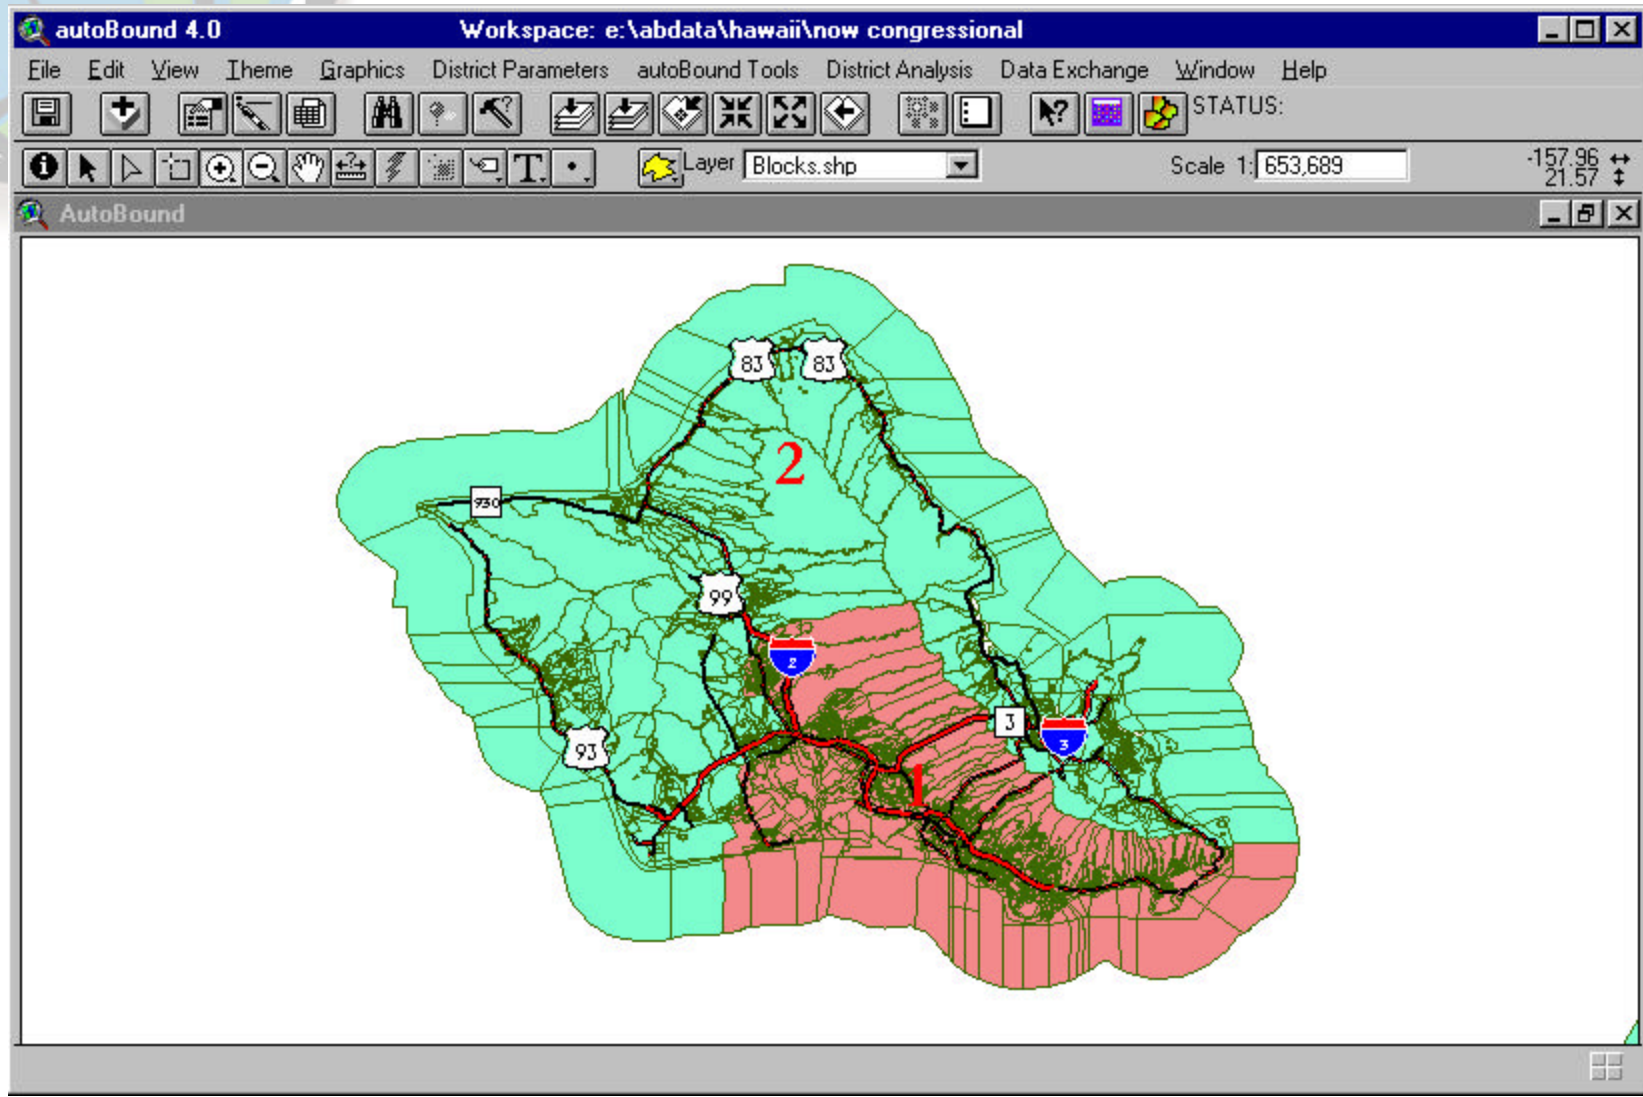 autoBound 4.0 Workspace: e:\abdata\hawaii\now congressional
File Edit View Theme Graphics District Parameters autoBound Tools District Analysis Data Exchange Window Help
STATUS:
Layer Blocks.shp Scale 1: 653,689 -157.96
21.57
AutoBound
83 83
2
930
99
2
3
3
93
1